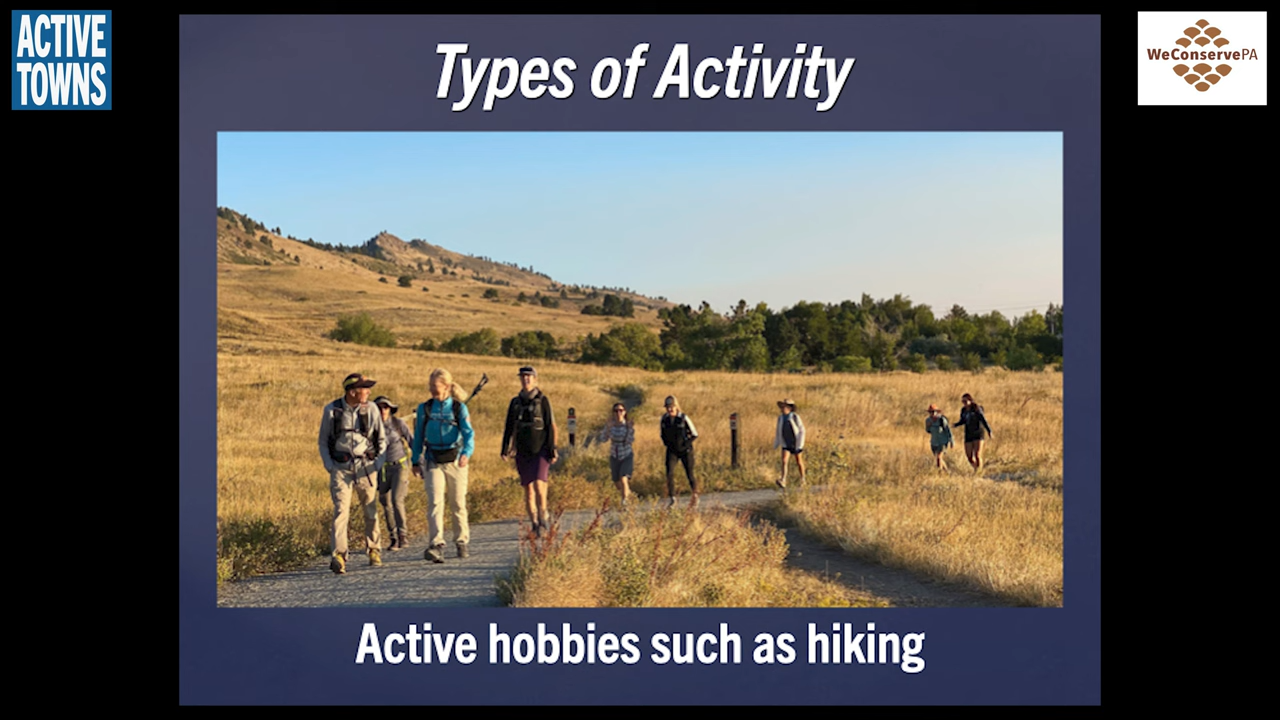 ACTIVE
TOWNS
WeConservePA
Types of Activity
Active hobbies such as hiking